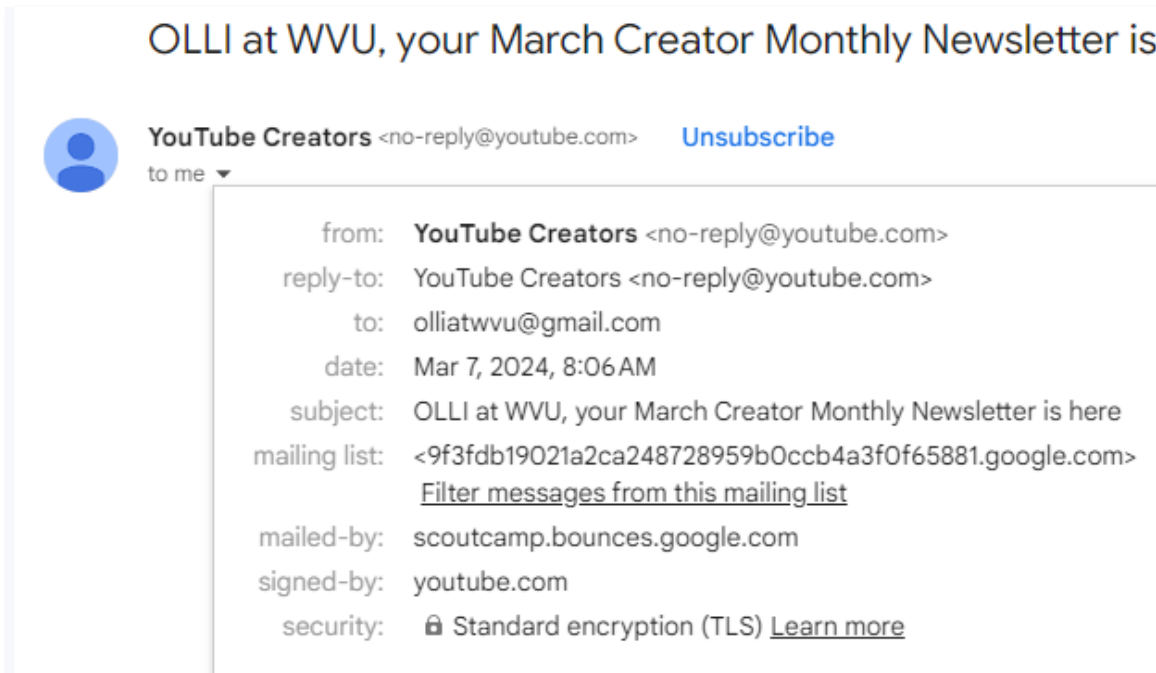 OLLI at WVU, your March Creator Monthly Newsletter is
YouTube Creators <no-reply@youtube.com> Unsubscribe
to me
from: YouTube Creators <no-reply@youtube.com>
reply-to: YouTube Creators <no-reply@youtube.com>
to: olliatwvu@gmail.com
date: Mar 7, 2024, 8:06 AM
subject: OLLI at WVU, your March Creator Monthly Newsletter is here
mailing list: <9f3fdb19021a2ca248728959b0ccb4a3f0f65881.google.com>
Filter messages from this mailing list
mailed-by: scoutcamp.bounces.google.com
signed-by: youtube.com
security: Standard encryption (TLS) Learn more